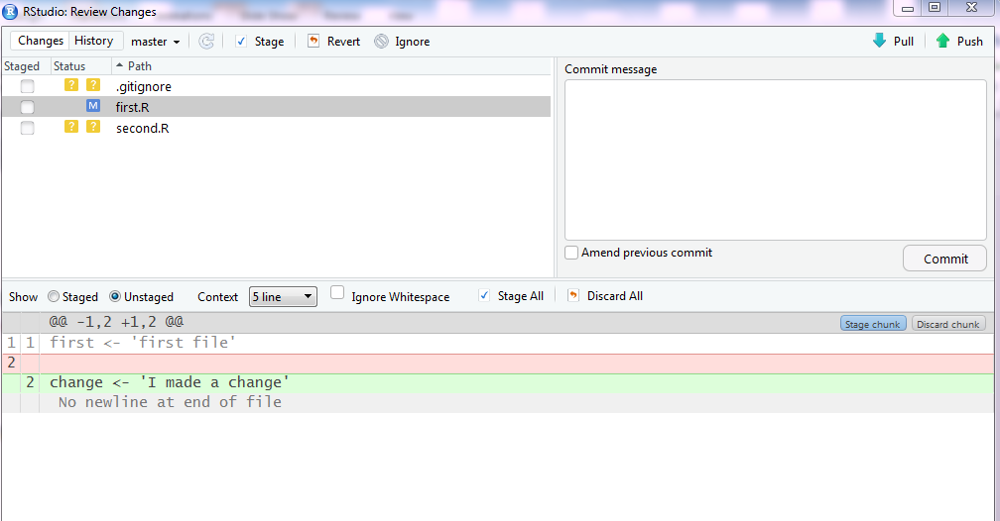 RStudio: Review Changes
Changes History master Stage Revert Ignore Pull Push
Staged Status Path
? ? .gitignore
M first.R
? ? second.R
Commit message
Amend previous commit
Commit
Show Staged Unstaged Context 5 line Ignore Whitespace Stage All Discard All
@@ -1,2 +1,2 @@ Stage chunk Discard chunk
1 1 first <- 'first file'
2
2 change <- 'I made a change'
No newline at end of file